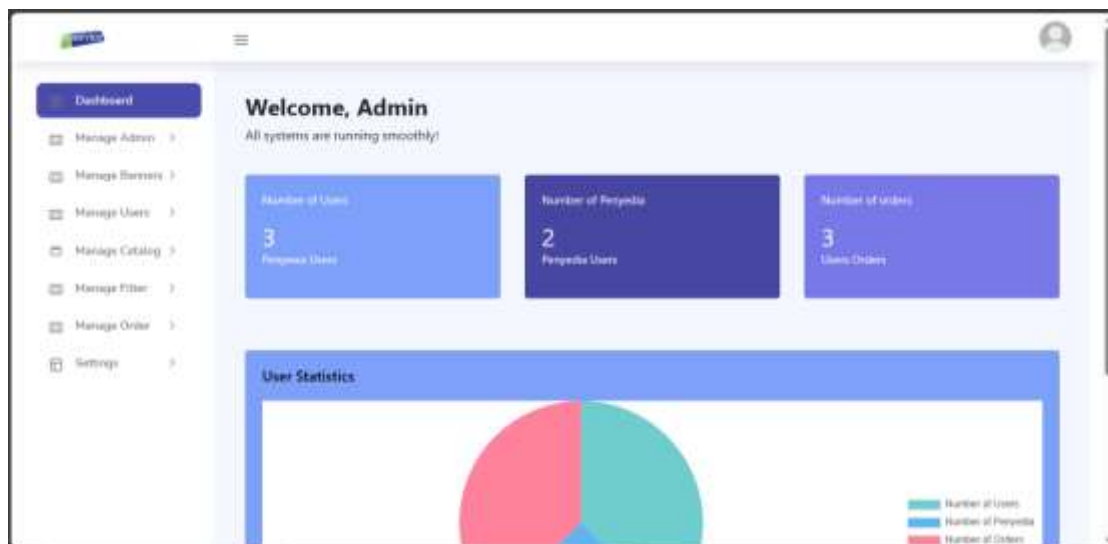 Dashboard
Welcome, Admin
All systems are running smoothly!
Manage Admin
Manage Banners
Manage Users
Manage Catalog
Manage Filter
Manage Order
Settings
Number of Users
3
Users
Number of Penyedia
2
Penyedia Users
Number of orders
3
Users Orders
User Statistics
Number of Users
Number of Penyedia
Number of Orders